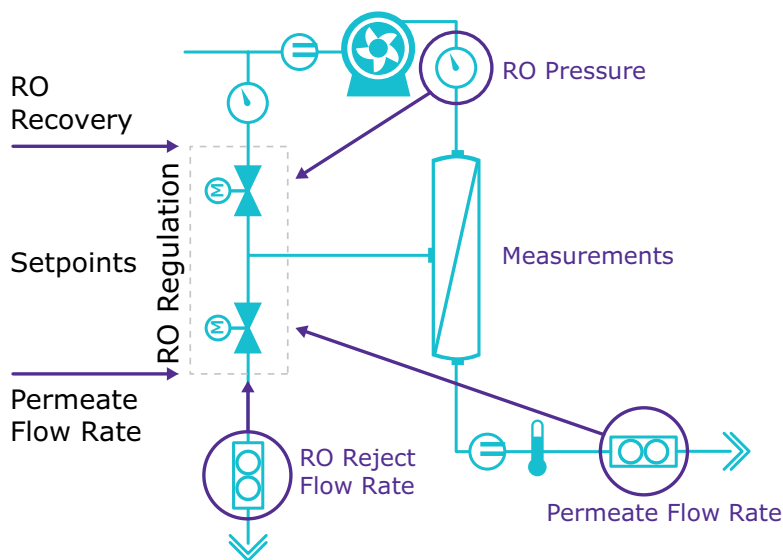 RO
Recovery
RO Pressure
RO Regulation
M
Setpoints
Measurements
M
Permeate
Flow Rate
RO Reject
Flow Rate
Permeate Flow Rate